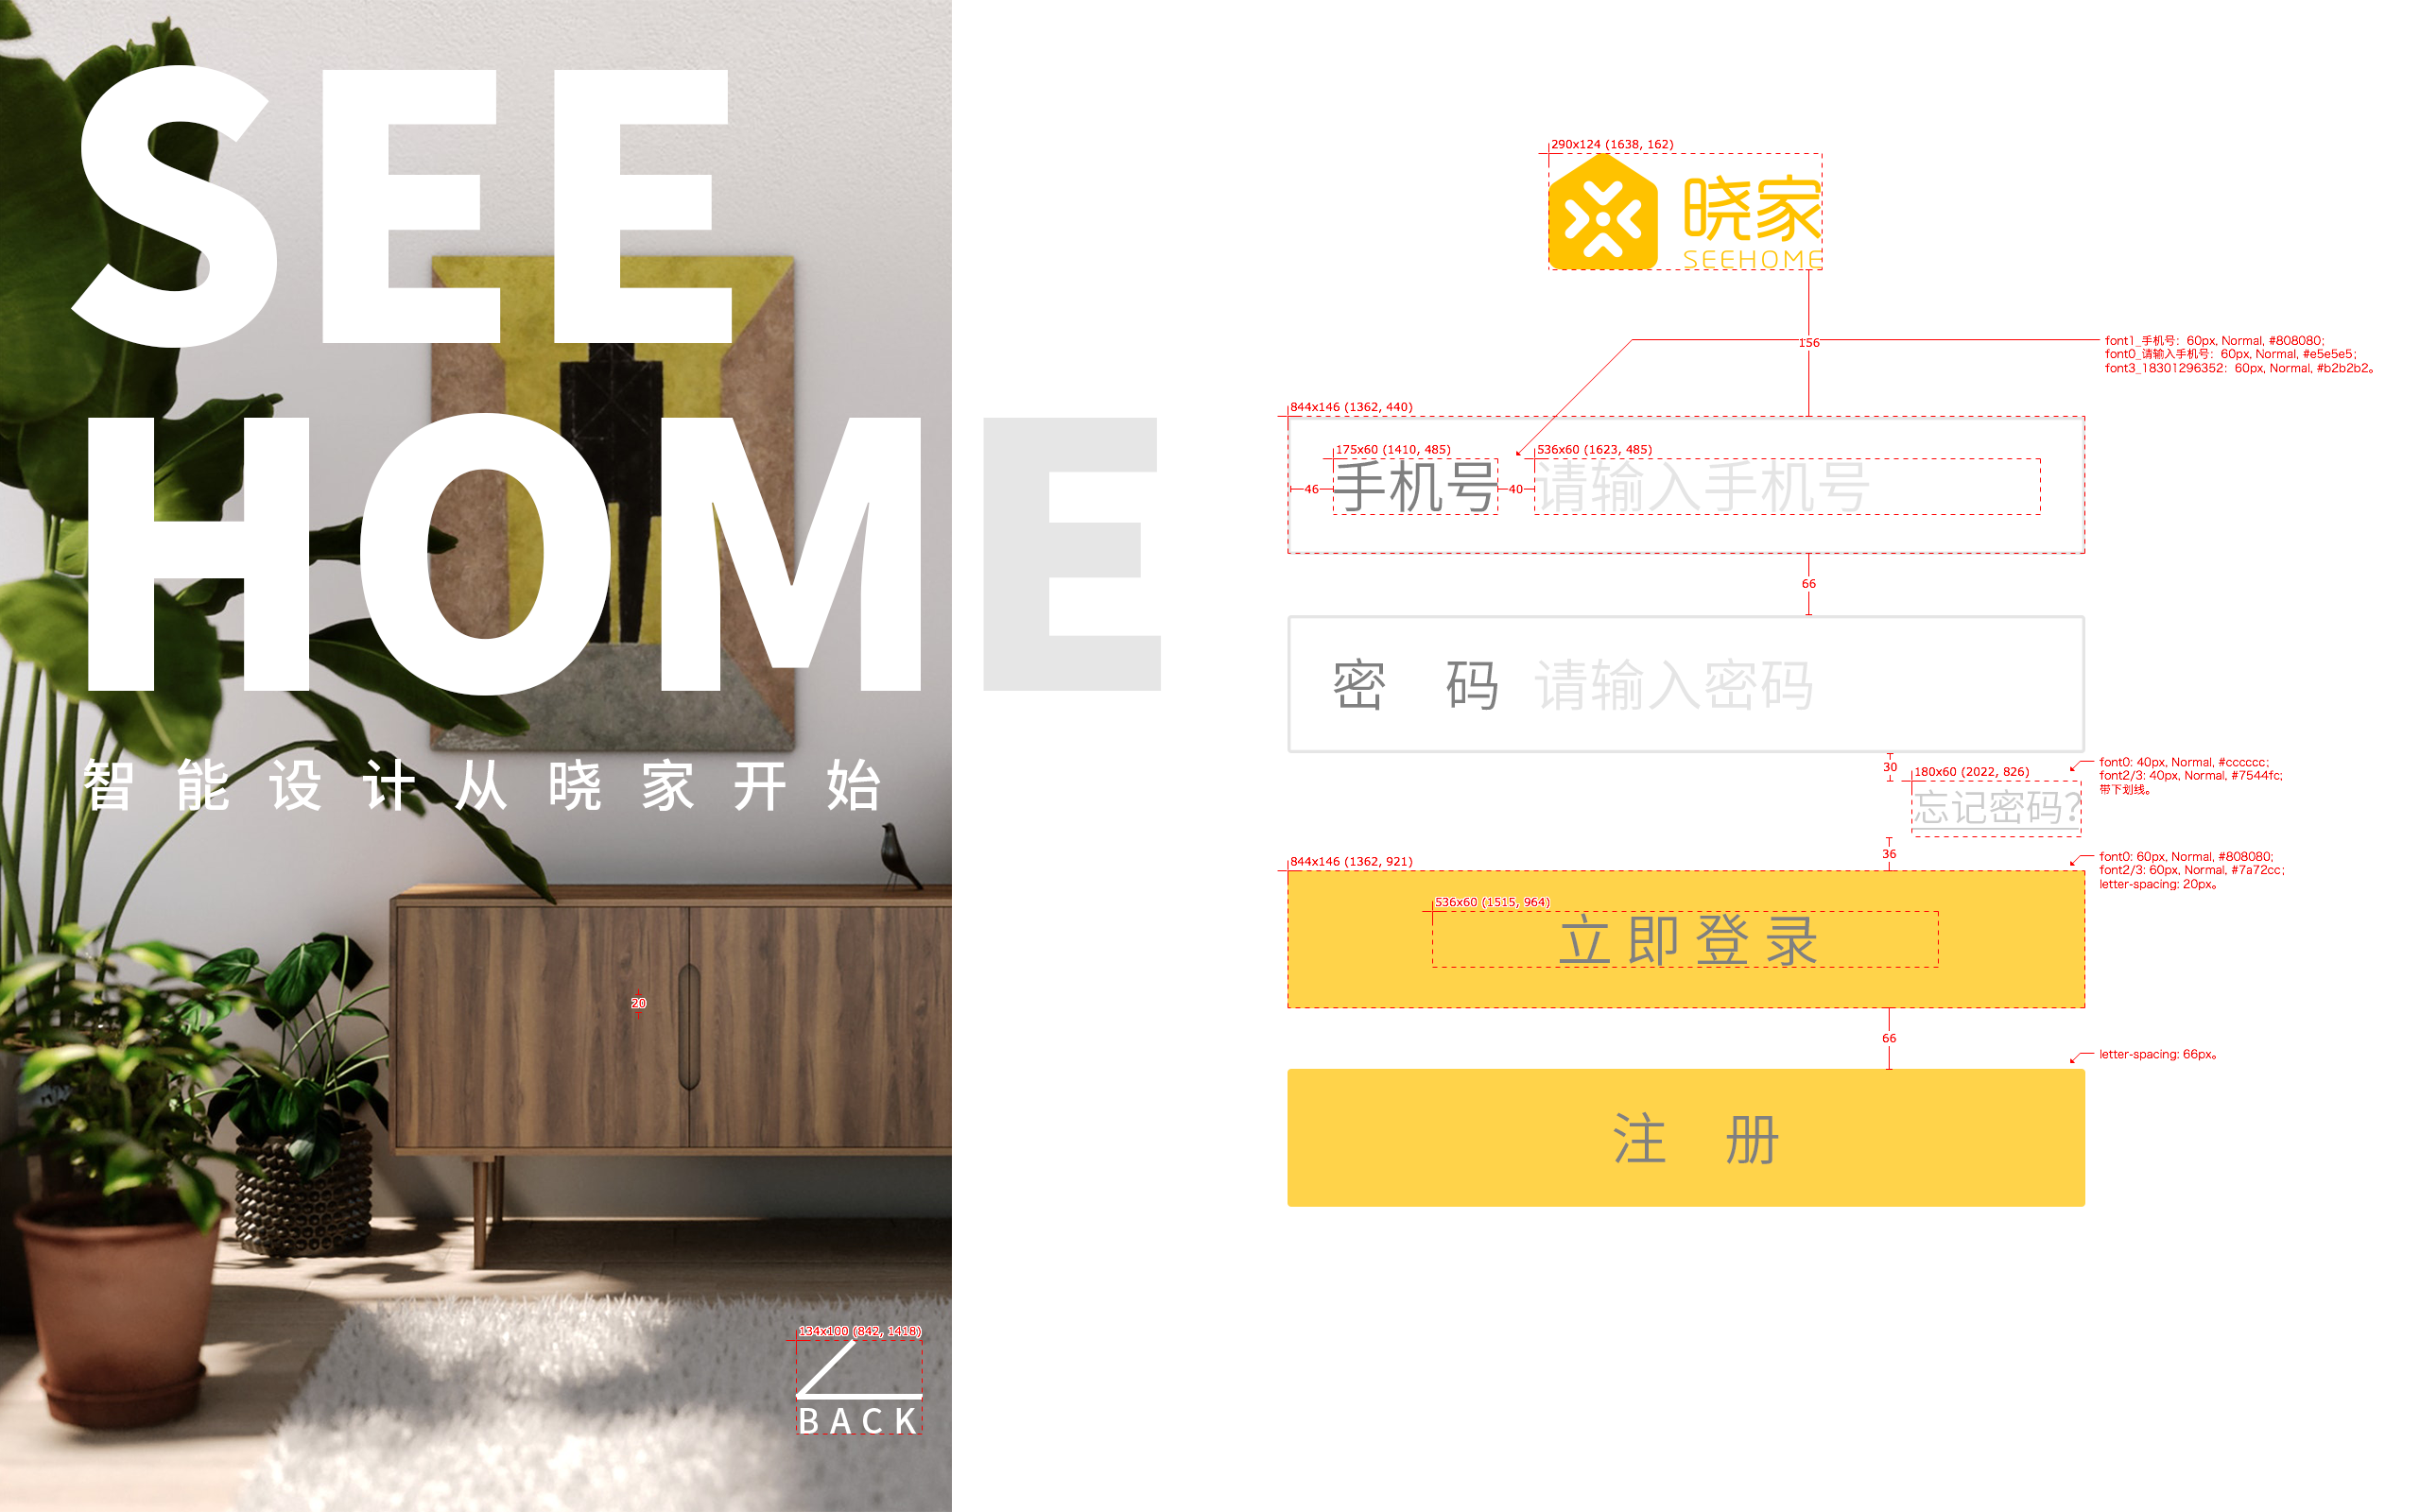 SEE
HOME
智能设计从晓家开始
20
134x100 (842, 1418)
BACK
290x124 (1638, 162)
晓家
SEEHOME
156
font1_手机号：60px, Normal, #808080;
font0_请输入手机号：60px, Normal, #e5e5e5;
font3_18301296352：60px, Normal, #b2b2b2。
844x146 (1362, 440)
175x60 (1410, 485)
536x60 (1623, 485)
46
手机号
40
请输入手机号
66
密 码 请输入密码
30
font0: 40px, Normal, #cccccc;
font2/3: 40px, Normal, #7544fc;
带下划线。
180x60 (2022, 826)
忘记密码?
36
844x146 (1362, 921)
font0: 60px, Normal, #808080;
font2/3: 60px, Normal, #7a72cc;
letter-spacing: 20px。
536x60 (1515, 964)
立即登录
66
letter-spacing: 66px。
注 册